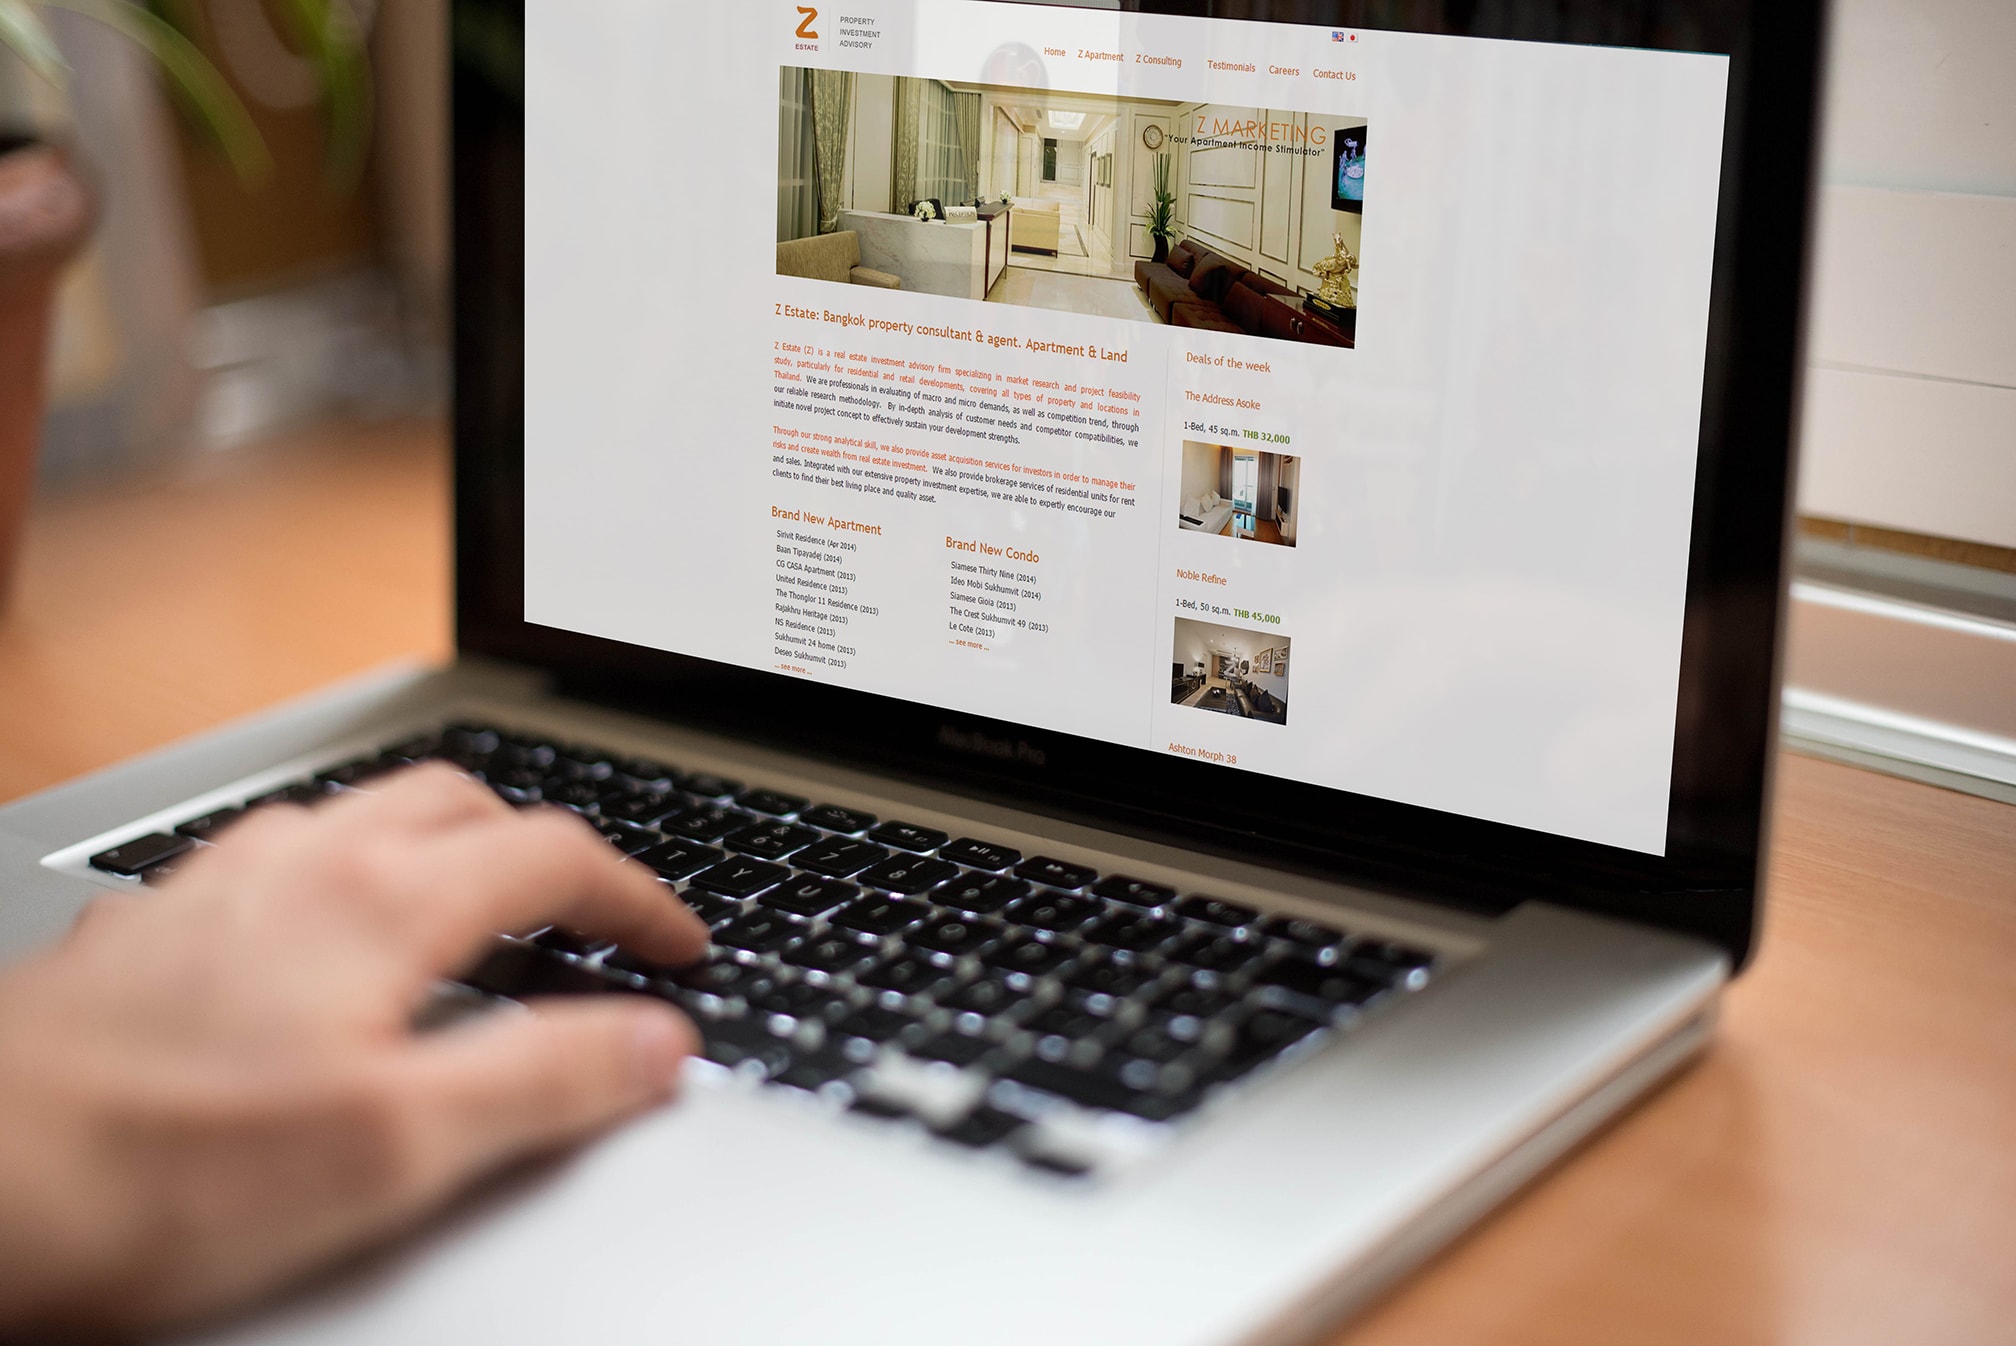 Z
ESTATE
PROPERTY
INVESTMENT
ADVISORY
Home Z Apartment Z Consulting Testimonials Careers Contact Us
Z MARKETING
"Your Apartment Income Stimulator"
RECEPTION
Z Estate: Bangkok property consultant & agent. Apartment & Land
Z Estate (Z) is a real estate investment advisory firm specializing in market research and project feasibility
study, particularly for residential and retail developments, covering all types of property and locations in
Thailand. We are professionals in evaluating of macro and micro demands, as well as competition trend, through
our reliable research methodology. By in-depth analysis of customer needs and competitor compatibilities, we
initiate novel project concept to effectively sustain your development strengths.
Through our strong analytical skill, we also provide asset acquisition services for investors in order to manage their
risks and create wealth from real estate investment. We also provide brokerage services of residential units for rent
and sales. Integrated with our extensive property investment expertise, we are able to expertly encourage our
clients to find their best living place and quality asset.
Brand New Apartment
Sirivit Residence (Apr 2014)
Baan Tipayadej (2014)
CG CASA Apartment (2013)
United Residence (2013)
The Thonglor 11 Residence (2013)
Rajakhru Heritage (2013)
NS Residence (2013)
Sukhumvit 24 home (2013)
Deseo Sukhumvit (2013)
... see more ...
Brand New Condo
Siamese Thirty Nine (2014)
Ideo Mobi Sukhumvit (2014)
Siamese Gioia (2013)
The Crest Sukhumvit 49 (2013)
Le Cote (2013)
... see more ...
Deals of the week
The Address Asoke
1-Bed, 45 sq.m. THB 32,000
Noble Refine
1-Bed, 50 sq.m. THB 45,000
Ashton Morph 38
MacBook Pro
5 6 7 8 9
R T Y U I O